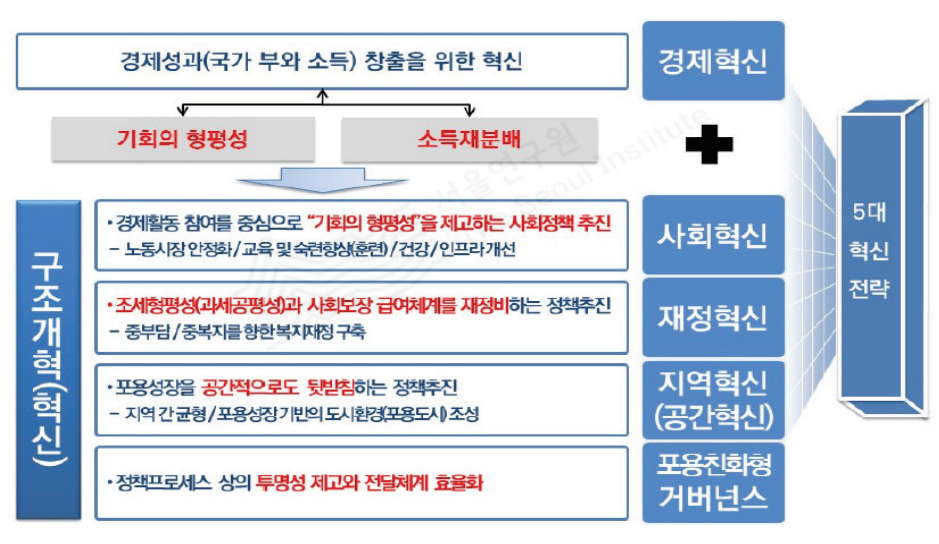 경제성과(국가 부와 소득) 창출을 위한 혁신
경제혁신
기회의 형평성
소득재분배
서울연구원
Seoul Institute
구조개혁(혁신)
• 경제활동 참여를 중심으로 “기회의 형평성”을 제고하는 사회정책 추진
– 노동시장 안정화 / 교육 및 숙련향상(훈련) / 건강 / 인프라 개선
사회혁신
• 조세형평성(과세공평성)과 사회보장 급여체계를 재정비하는 정책추진
– 중부담 / 중복지를 향한 복지재정 구축
재정혁신
• 포용성장을 공간적으로도 뒷받침하는 정책추진
– 지역 간 균형 / 포용성장 기반의 도시환경(포용도시) 조성
지역혁신
(공간혁신)
• 정책프로세스 상의 투명성 제고와 전달체계 효율화
포용친화형
거버넌스
5대
혁신
전략